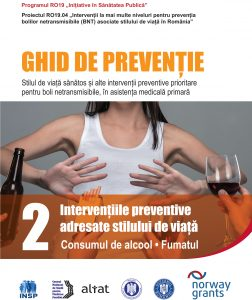 Programul RO19 „Inițiative în Sănătatea Publică”
Proiectul RO19.04 „Intervenții la mai multe niveluri pentru prevenția
bolilor netransmisibile (BNT) asociate stilului de viață în România”
GHID DE PREVENȚIE
Stilul de viață sănătos și alte intervenții preventive prioritare
pentru boli netransmisibile, în asistența medicală primară
2
Intervențiile preventive
adresate stilului de viață
Consumul de alcool • Fumatul
INSP
norway
grants